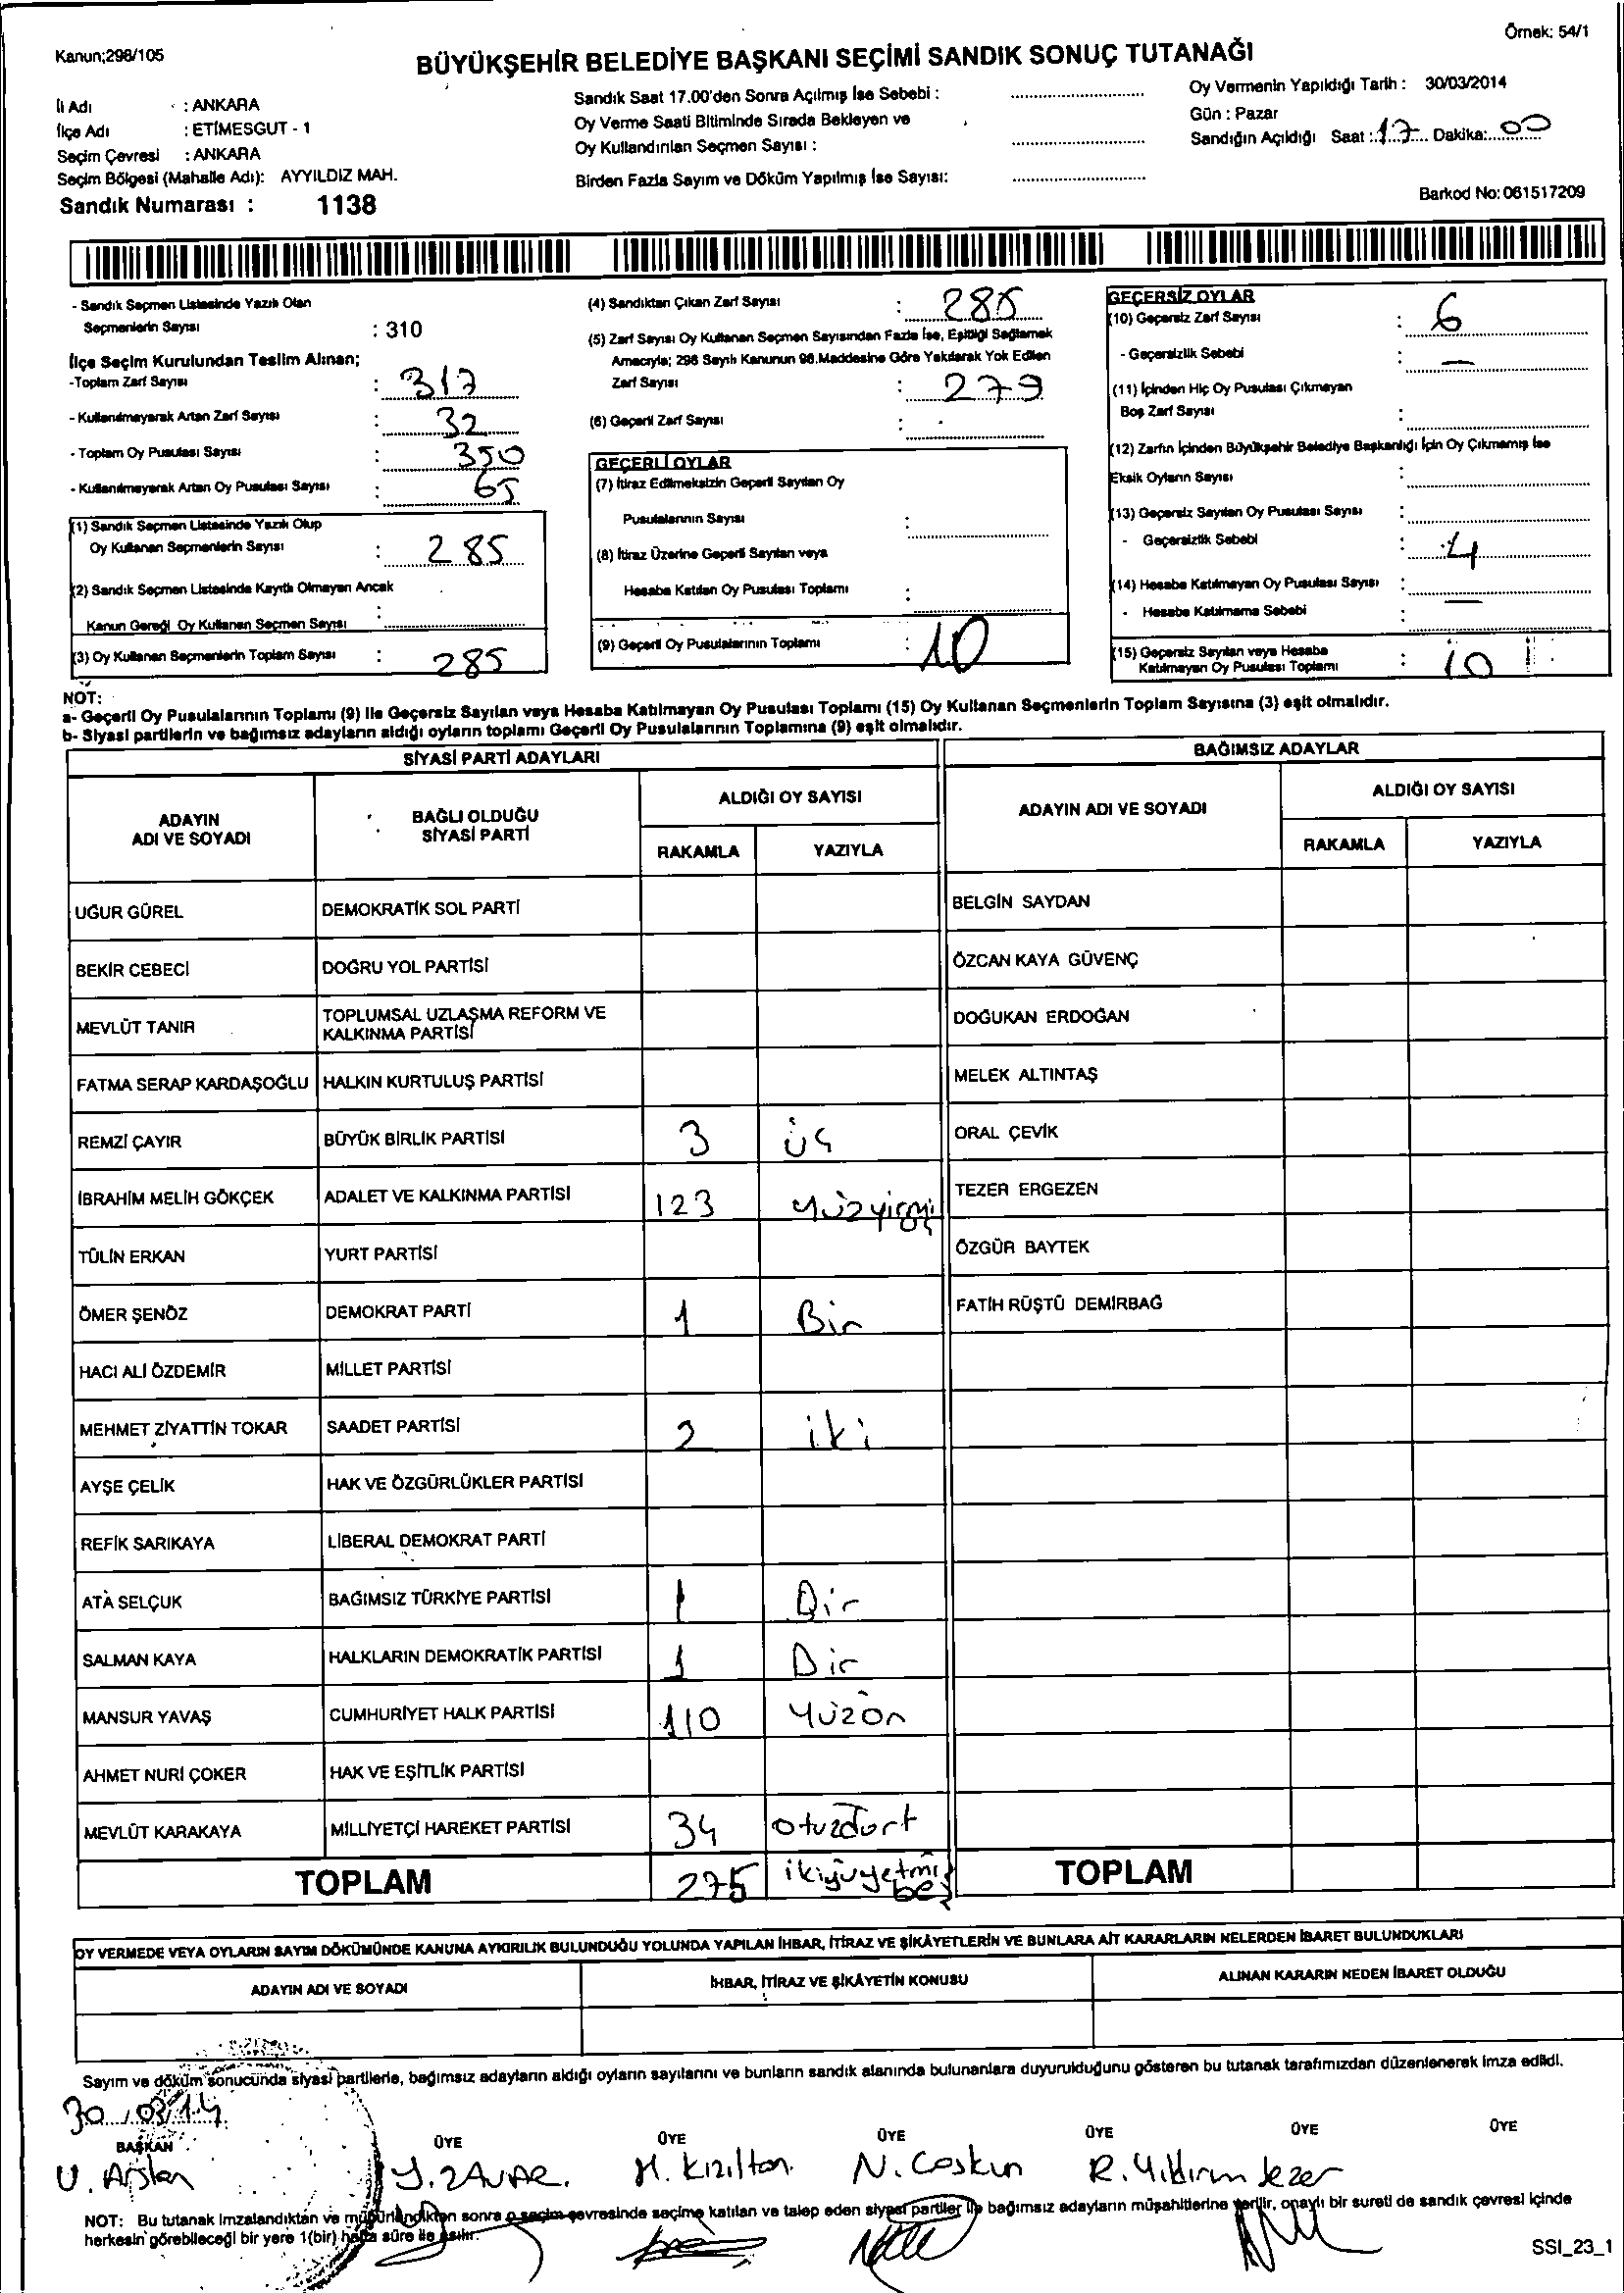 Örnek: 54/1
Kanun;298/105
BÜYÜKŞEHİR BELEDİYE BAŞKANI SEÇİMİ SANDIK SONUÇ TUTANAĞI
İli Adı : ANKARA
İlçe Adı : ETİMESGUT - 1
Seçim Çevresi : ANKARA
Seçim Bölgesi (Mahalle Adı): AYYILDIZ MAH.
Sandık Numarası : 1138
Sandık Saat 17.00'den Sonra Açılmış İse Sebebi :
Oy Verme Saati Bitiminde Sırada Bekleyen ve
Oy Kullandırılan Seçmen Sayısı :
Birden Fazla Sayım ve Döküm Yapılmış İse Sayısı:
Oy Vermenin Yapıldığı Tarih : 30/03/2014
Gün : Pazar
Sandığın Açıldığı Saat : 17 Dakika: 00
Barkod No: 061517209
- Sandık Seçmen Listesinde Yazılı Olan
Seçmenlerin Sayısı : 310
İlçe Seçim Kurulundan Teslim Alınan;
-Toplam Zarf Sayısı : 317
- Kullanılmayarak Artan Zarf Sayısı : 32
- Toplam Oy Pusulası Sayısı : 350
- Kullanılmayarak Artan Oy Pusulası Sayısı : 65
(1) Sandık Seçmen Listesinde Yazılı Olup
Oy Kullanan Seçmenlerin Sayısı : 285
(2) Sandık Seçmen Listesinde Kayıtlı Olmayan Ancak
Kanun Gereği Oy Kullanan Seçmen Sayısı :
(3) Oy Kullanan Seçmenlerin Toplam Sayısı : 285
(4) Sandıktan Çıkan Zarf Sayısı : 285
(5) Zarf Sayısı Oy Kullanan Seçmen Sayısından Fazla İse, Eşitliği Sağlamak
Amacıyla; 298 Sayılı Kanunun 98.Maddesine Göre Yakılarak Yok Edilen
Zarf Sayısı : 279
(6) Geçerli Zarf Sayısı :
GEÇERLİ OYLAR
(7) İtiraz Edilmeksizin Geçerli Sayılan Oy
Pusulalarının Sayısı :
(8) İtiraz Üzerine Geçerli Sayılan veya
Hesaba Katılan Oy Pusulası Toplamı :
(9) Geçerli Oy Pusulalarının Toplamı : 10
GEÇERSİZ OYLAR
(10) Geçersiz Zarf Sayısı : 6
- Geçersizlik Sebebi : —
(11) İçinden Hiç Oy Pusulası Çıkmayan
Boş Zarf Sayısı :
(12) Zarfın İçinden Büyükşehir Belediye Başkanlığı İçin Oy Çıkmamış İse
Eksik Oyların Sayısı :
(13) Geçersiz Sayılan Oy Pusulası Sayısı :
- Geçersizlik Sebebi : 4
(14) Hesaba Katılmayan Oy Pusulası Sayısı : —
- Hesaba Katılmama Sebebi :
(15) Geçersiz Sayılan veya Hesaba
Katılmayan Oy Pusulası Toplamı : 10
NOT:
a- Geçerli Oy Pusulalarının Toplamı (9) ile Geçersiz Sayılan veya Hesaba Katılmayan Oy Pusulası Toplamı (15) Oy Kullanan Seçmenlerin Toplam Sayısına (3) eşit olmalıdır.
b- Siyasi partilerin ve bağımsız adayların aldığı oyların toplamı Geçerli Oy Pusulalarının Toplamına (9) eşit olmalıdır.
SİYASİ PARTİ ADAYLARI
ADAYIN ADI VE SOYADI BAĞLI OLDUĞU SİYASİ PARTİ ALDIĞI OY SAYISI
RAKAMLA YAZIYLA
UĞUR GÜREL DEMOKRATİK SOL PARTİ
BEKİR CEBECİ DOĞRU YOL PARTİSİ
MEVLÜT TANIR TOPLUMSAL UZLAŞMA REFORM VE KALKINMA PARTİSİ
FATMA SERAP KARDAŞOĞLU HALKIN KURTULUŞ PARTİSİ
REMZİ ÇAYIR BÜYÜK BİRLİK PARTİSİ 3 üç
İBRAHİM MELİH GÖKÇEK ADALET VE KALKINMA PARTİSİ 123 yüzyirmi üç
TÜLİN ERKAN YURT PARTİSİ
ÖMER ŞENÖZ DEMOKRAT PARTİ 1 Bir
HACI ALİ ÖZDEMİR MİLLET PARTİSİ
MEHMET ZİYATTİN TOKAR SAADET PARTİSİ 2 iki
AYŞE ÇELİK HAK VE ÖZGÜRLÜKLER PARTİSİ
REFİK SARIKAYA LİBERAL DEMOKRAT PARTİ
ATA SELÇUK BAĞIMSIZ TÜRKİYE PARTİSİ 1 Bir
SALMAN KAYA HALKLARIN DEMOKRATİK PARTİSİ 1 Bir
MANSUR YAVAŞ CUMHURİYET HALK PARTİSİ 110 Yüzon
AHMET NURİ ÇOKER HAK VE EŞİTLİK PARTİSİ
MEVLÜT KARAKAYA MİLLİYETÇİ HAREKET PARTİSİ 34 otuzdört
TOPLAM 275 ikiyüyetmiş beş
BAĞIMSIZ ADAYLAR
ADAYIN ADI VE SOYADI ALDIĞI OY SAYISI
RAKAMLA YAZIYLA
BELGİN SAYDAN
ÖZCAN KAYA GÜVENÇ
DOĞUKAN ERDOĞAN
MELEK ALTINTAŞ
ORAL ÇEVİK
TEZER ERGEZEN
ÖZGÜR BAYTEK
FATİH RÜŞTÜ DEMİRBAĞ
TOPLAM
OY VERMEDE VEYA OYLARIN SAYIM DÖKÜMÜNDE KANUNA AYKIRILIK BULUNDUĞU YOLUNDA YAPILAN İHBAR, İTİRAZ VE ŞİKÂYETLERİN VE BUNLARA AİT KARARLARIN NELERDEN İBARET BULUNDUKLARI
ADAYIN ADI VE SOYADI İHBAR, İTİRAZ VE ŞİKÂYETİN KONUSU ALINAN KARARIN NEDEN İBARET OLDUĞU
Sayım ve döküm sonucunda siyasi partilerle, bağımsız adayların aldığı oyların sayılarını ve bunların sandık alanında bulunanlara duyurulduğunu gösteren bu tutanak tarafımızdan düzenlenerek imza edildi.
30/03/14
BAŞKAN ÜYE ÜYE ÜYE ÜYE ÜYE ÜYE
U. Arslan M. Kızıltan N. Coskun R. Yıldırım Sezer
NOT: Bu tutanak imzalandıktan ve mühürlendikten sonra o seçim çevresinde seçime katılan ve talep eden siyasi partiler ile bağımsız adayların müşahitlerine verilir, onaylı bir sureti de sandık çevresi içinde
herkesin görebileceği bir yere 1(bir) hafta süre ile asılır.
SSI_23_1